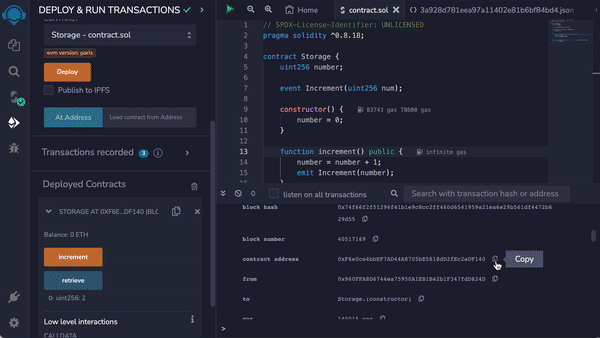 DEPLOY & RUN TRANSACTIONS
Storage - contract.sol
evm version: paris
Deploy
Publish to IPFS
At Address
Load contract from Address
Transactions recorded 3 i
Deployed Contracts
STORAGE AT 0XF6E...DF140 (BLO
Balance: 0 ETH
increment
retrieve
0: uint256: 2
Low level interactions
CALLDATA
Home
contract.sol
1 // SPDX-License-Identifier: UNLICENSED
2 pragma solidity ^0.8.18;
3
4 contract Storage {
5 uint256 number;
6
7 event Increment(uint256 num);
8
9 constructor() { 83743 gas 78600 gas
10 number = 0;
11 }
12
13 function increment() public { infinite gas
14 number = number + 1;
15 emit Increment(number);
0
listen on all transactions
Search with transaction hash or address
block hash
29d55
block number 40517169
contract address
Copy
from
to Storage.(constructor)
>